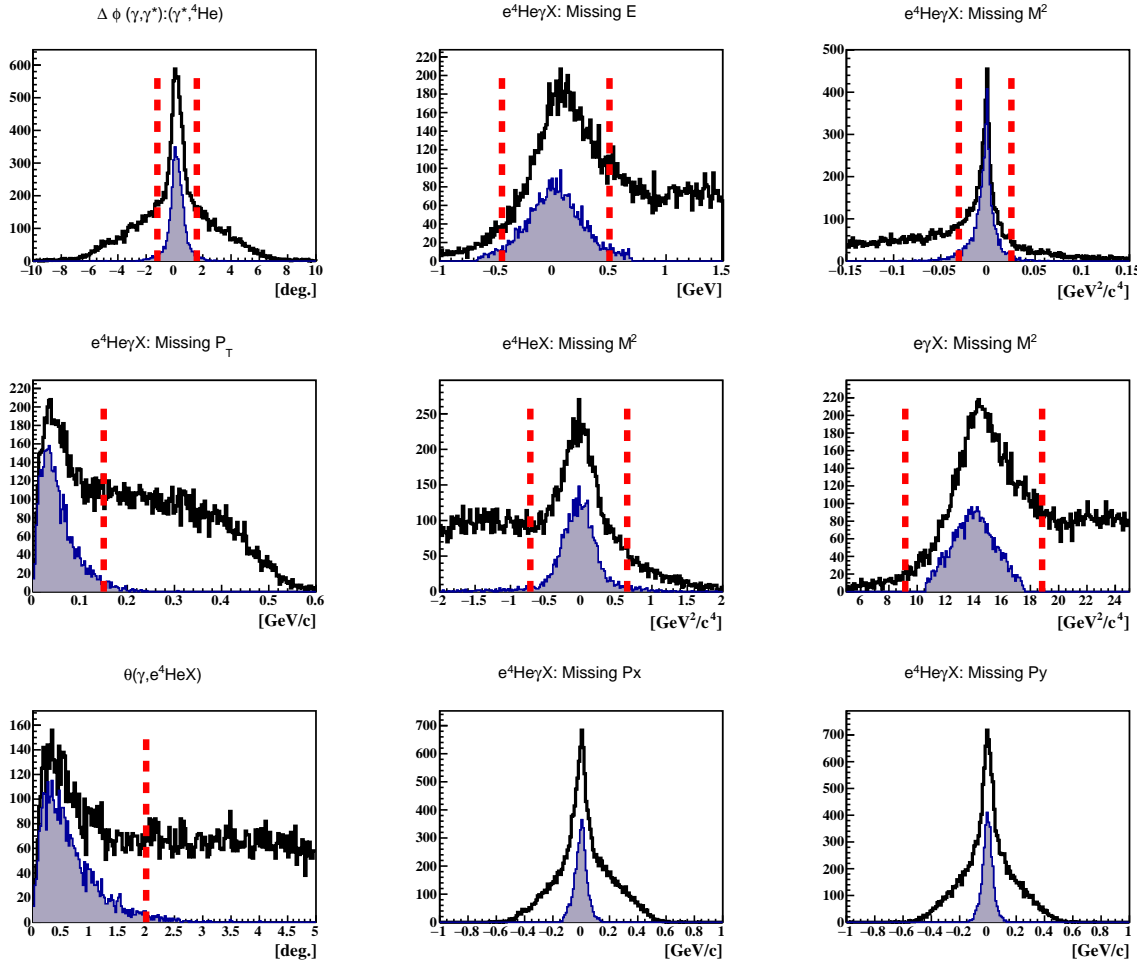 Δ ϕ (γ,γ*):(γ*,⁴He)
600
500
400
300
200
100
0
−10 −8 −6 −4 −2 0 2 4 6 8 10
[deg.]
e⁴HeγX: Missing E
220
200
180
160
140
120
100
80
60
40
20
0
−1 −0.5 0 0.5 1 1.5
[GeV]
e⁴HeγX: Missing M²
500
400
300
200
100
0
−0.15 −0.1 −0.05 0 0.05 0.1 0.15
[GeV²/c⁴]
e⁴HeγX: Missing P_T
220
200
180
160
140
120
100
80
60
40
20
0
0 0.1 0.2 0.3 0.4 0.5 0.6
[GeV/c]
e⁴HeX: Missing M²
250
200
150
100
50
0
−2 −1.5 −1 −0.5 0 0.5 1 1.5 2
[GeV²/c⁴]
eγX: Missing M²
220
200
180
160
140
120
100
80
60
40
20
0
6 8 10 12 14 16 18 20 22 24
[GeV²/c⁴]
θ(γ,e⁴HeX)
160
140
120
100
80
60
40
20
0
0 0.5 1 1.5 2 2.5 3 3.5 4 4.5 5
[deg.]
e⁴HeγX: Missing Px
700
600
500
400
300
200
100
0
−1 −0.8 −0.6 −0.4 −0.2 0 0.2 0.4 0.6 0.8 1
[GeV/c]
e⁴HeγX: Missing Py
700
600
500
400
300
200
100
0
−1 −0.8 −0.6 −0.4 −0.2 0 0.2 0.4 0.6 0.8 1
[GeV/c]